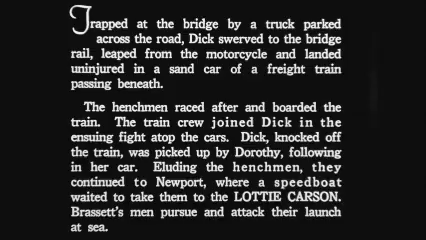 Trapped at the bridge by a truck parked
across the road, Dick swerved to the bridge
rail, leaped from the motorcycle and landed
uninjured in a sand car of a freight train
passing beneath.
The henchmen raced after and boarded the
train. The train crew joined Dick in the
ensuing fight atop the cars. Dick, knocked off
the train, was picked up by Dorothy, following
in her car. Eluding the henchmen, they
continued to Newport, where a speedboat
waited to take them to the LOTTIE CARSON.
Brassett's men pursue and attack their launch
at sea.